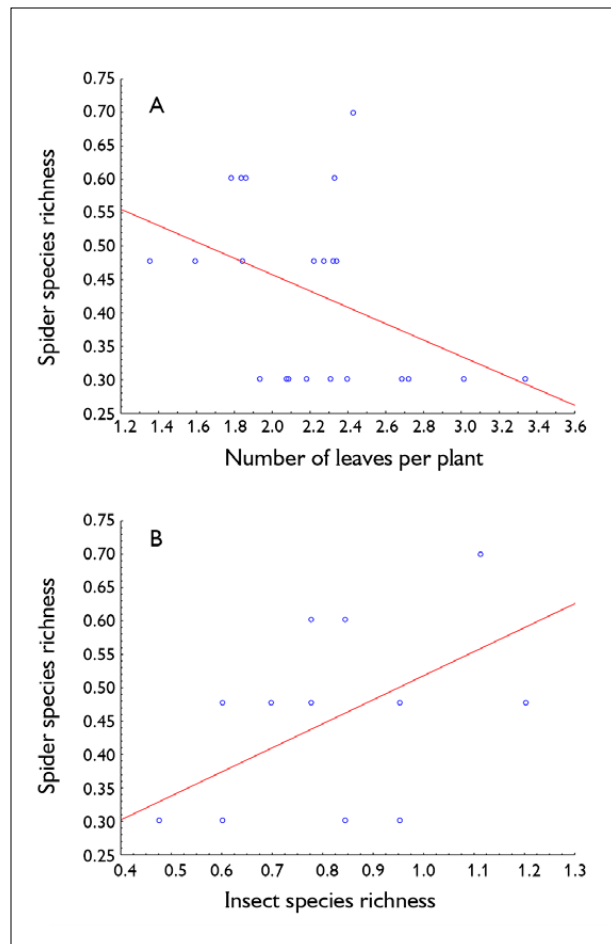 A
0.75
0.70
0.65
0.60
0.55
0.50
0.45
0.40
0.35
0.30
0.25
Spider species richness
1.2 1.4 1.6 1.8 2.0 2.2 2.4 2.6 2.8 3.0 3.2 3.4 3.6
Number of leaves per plant
B
0.75
0.70
0.65
0.60
0.55
0.50
0.45
0.40
0.35
0.30
0.25
Spider species richness
0.4 0.5 0.6 0.7 0.8 0.9 1.0 1.1 1.2 1.3
Insect species richness